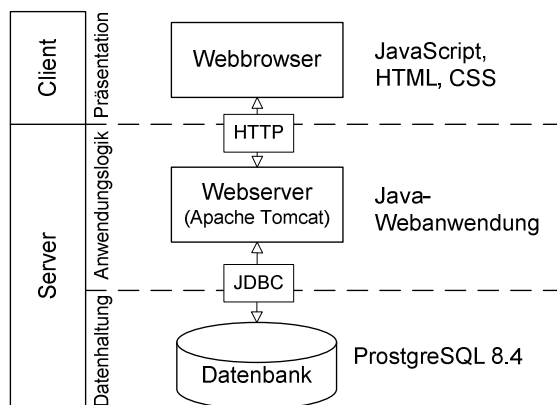 Client
Präsentation
Webbrowser
JavaScript,
HTML, CSS
HTTP
Server
Anwendungslogik
Webserver
(Apache Tomcat)
Java-
Webanwendung
JDBC
Datenhaltung
Datenbank
ProstgreSQL 8.4